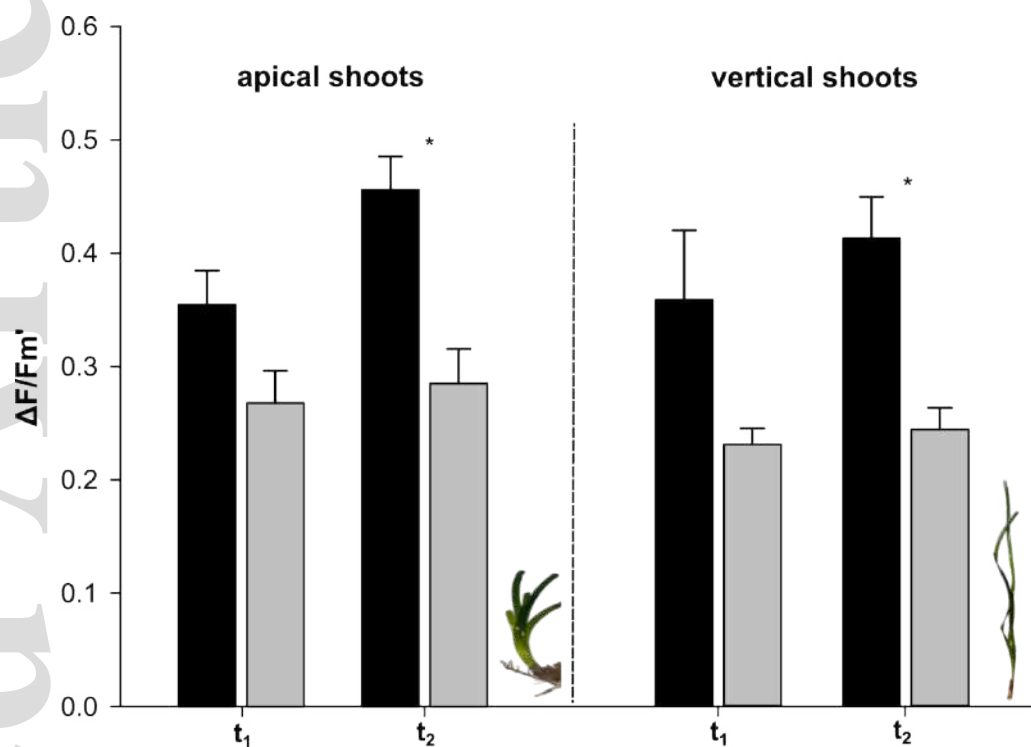 0.6
apical shoots
vertical shoots
0.5
*
*
0.4
0.3
ΔF/Fm'
0.2
0.1
0.0
t1
t2
t1
t2